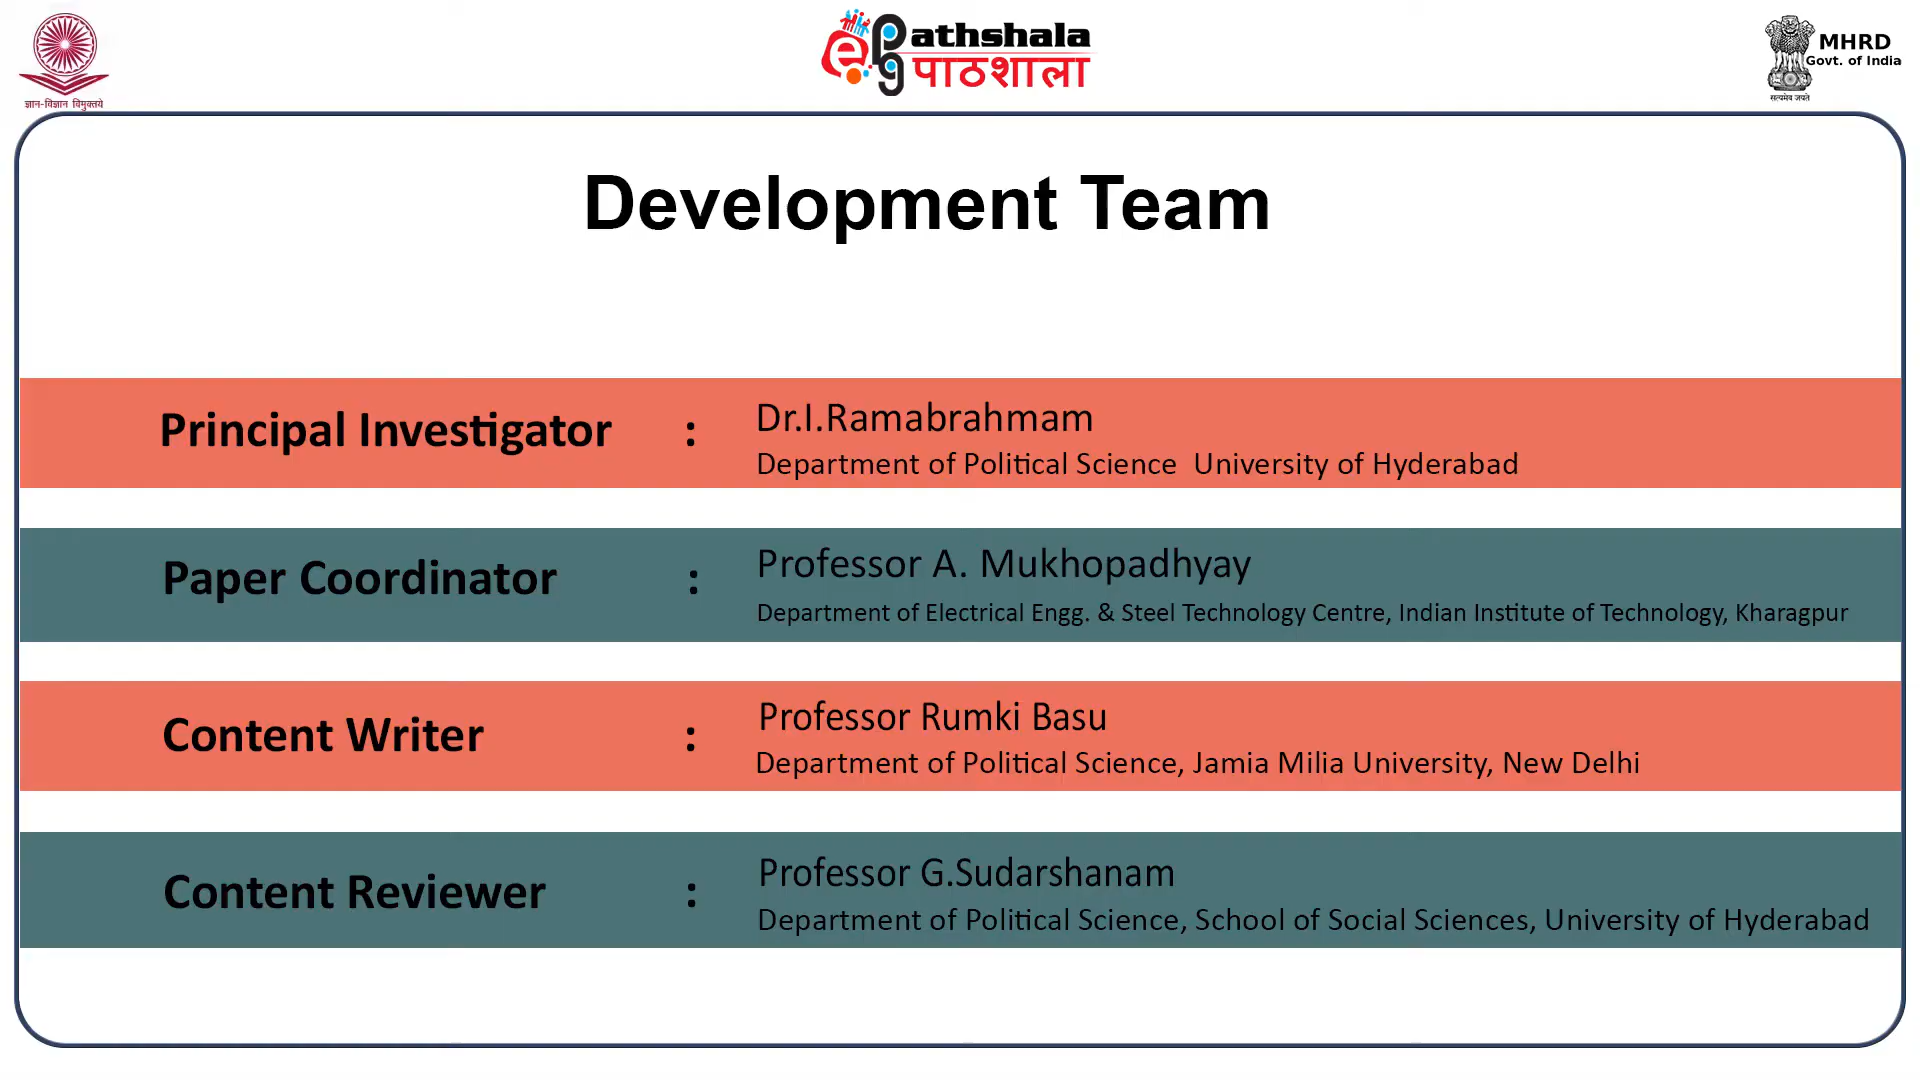 ज्ञान-विज्ञान विमुक्तये
ePG Pathshala
पाठशाला
MHRD
Govt. of India
सत्यमेव जयते
Development Team
Principal Investigator : Dr.I.Ramabrahmam
Department of Political Science University of Hyderabad
Paper Coordinator : Professor A. Mukhopadhyay
Department of Electrical Engg. & Steel Technology Centre, Indian Institute of Technology, Kharagpur
Content Writer : Professor Rumki Basu
Department of Political Science, Jamia Milia University, New Delhi
Content Reviewer : Professor G.Sudarshanam
Department of Political Science, School of Social Sciences, University of Hyderabad